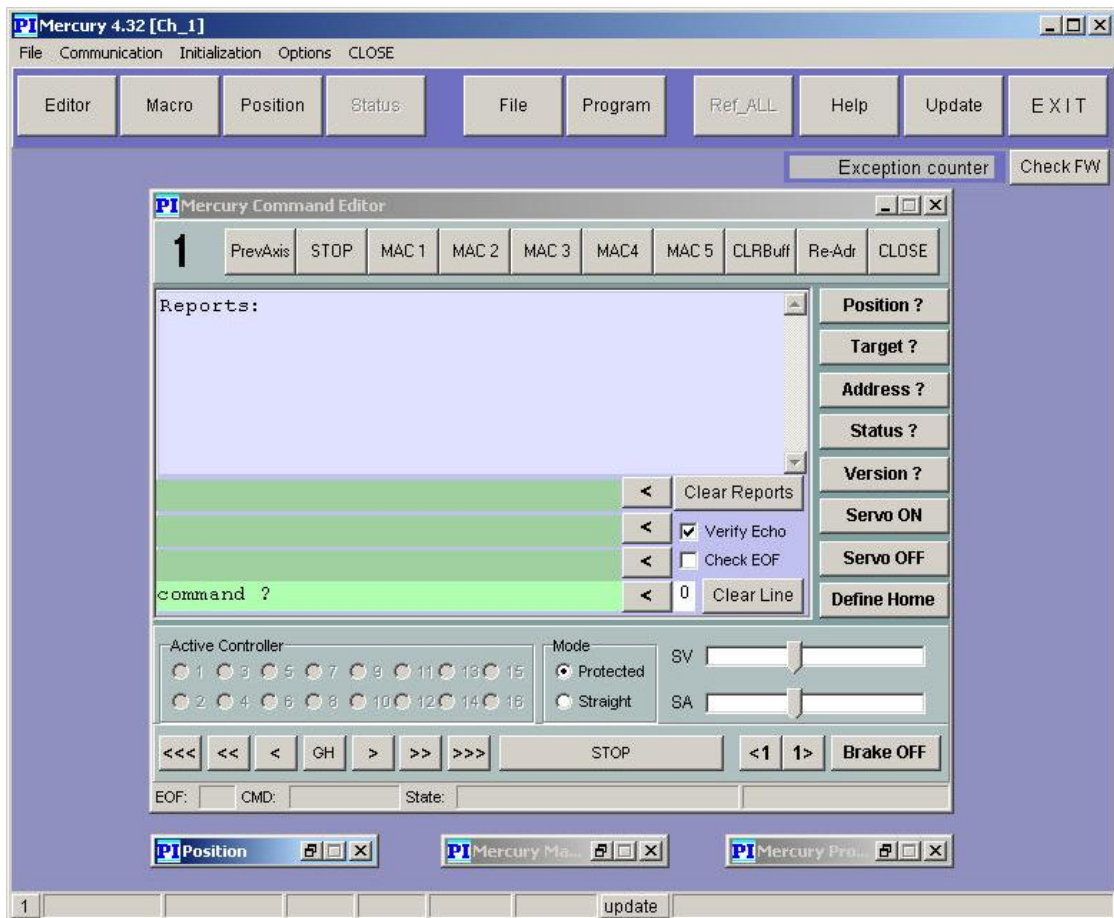 PI Mercury 4.32 [Ch_1]
File Communication Initialization Options CLOSE
Editor Macro Position Status File Program Ref_ALL Help Update EXIT
Exception counter Check FW
PI Mercury Command Editor
1 PrevAxis STOP MAC 1 MAC 2 MAC 3 MAC4 MAC 5 CLRBuff Re-Adr CLOSE
Reports:
Position ?
Target ?
Address ?
Status ?
Version ?
Servo ON
Servo OFF
Define Home
< Clear Reports
< Verify Echo
< Check EOF
command ? < 0 Clear Line
Active Controller
1 3 5 7 9 11 13 15
2 4 6 8 10 12 14 16
Mode
Protected
Straight
SV
SA
<<< << < GH > >> >>> STOP <1 1> Brake OFF
EOF: CMD: State:
PI Position PI Mercury Ma... PI Mercury Pro...
1 update